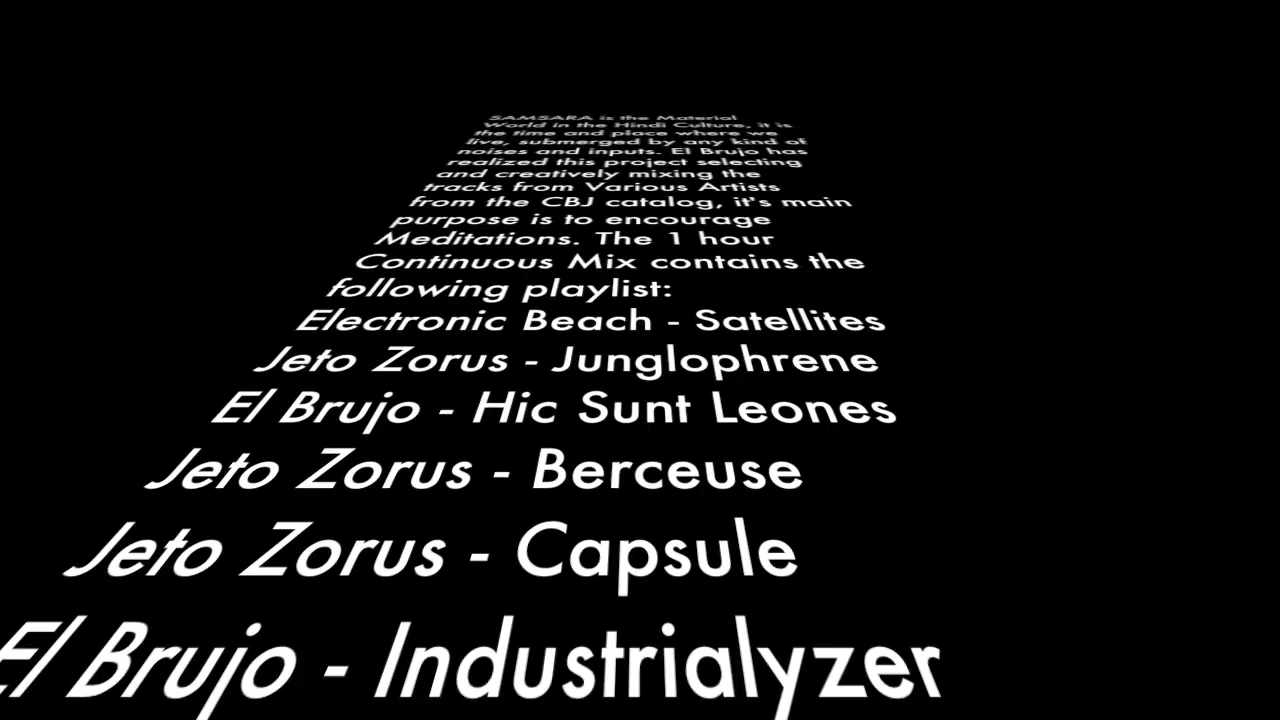 SAMSARA is the Material
World in the Hindi Culture, it is
the time and place where we
live, submerged by any kind of
noises and inputs. El Brujo has
realized this project selecting
and creatively mixing the
tracks from Various Artists
from the CBJ catalog, it's main
purpose is to encourage
Meditations. The 1 hour
Continuous Mix contains the
following playlist:
Electronic Beach - Satellites
Jeto Zorus - Junglophrene
El Brujo - Hic Sunt Leones
Jeto Zorus - Berceuse
Jeto Zorus - Capsule
El Brujo - Industrialyzer